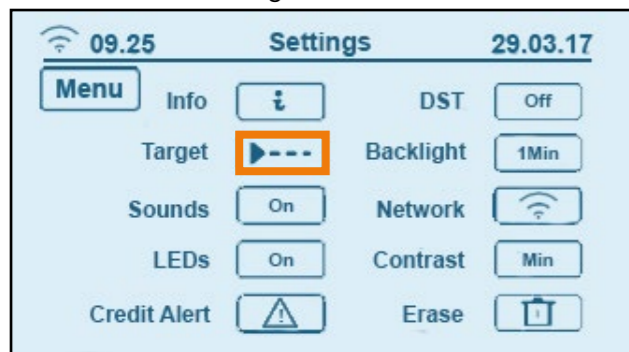 09.25 Settings 29.03.17
Menu
Info i DST Off
Target ▶--- Backlight 1Min
Sounds On Network
LEDs On Contrast Min
Credit Alert Erase